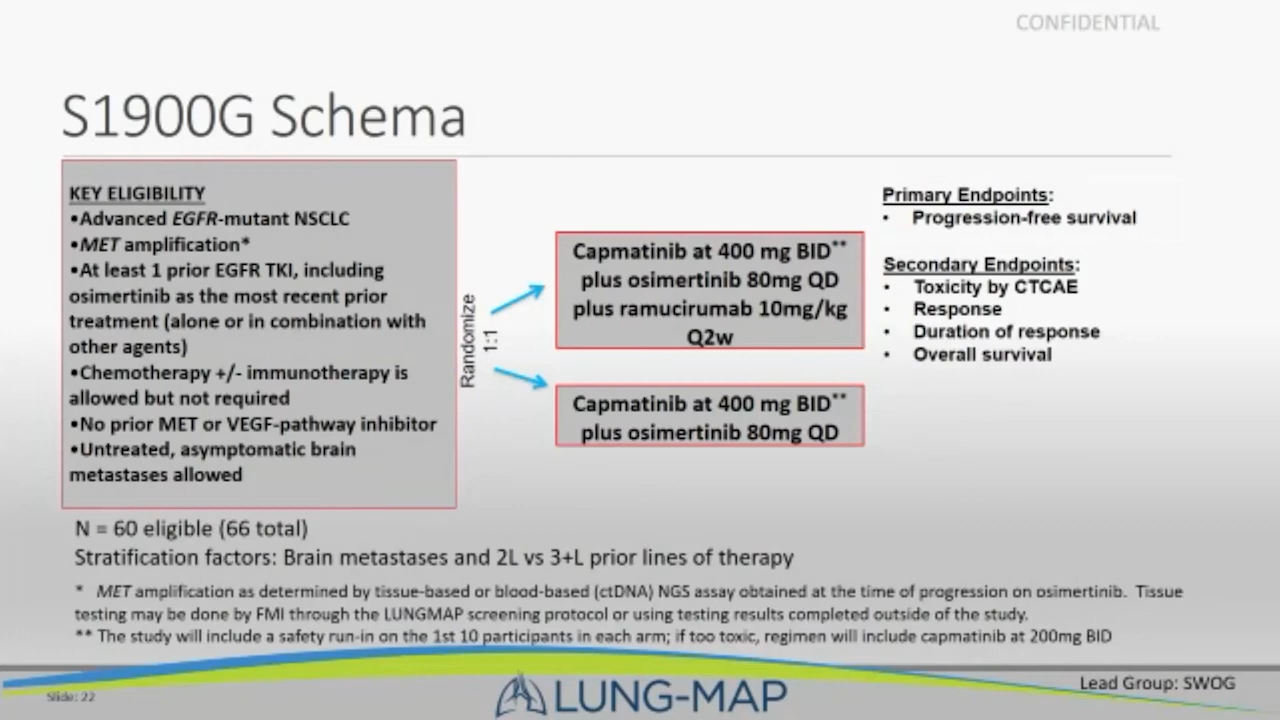 CONFIDENTIAL
S1900G Schema
KEY ELIGIBILITY
•Advanced EGFR-mutant NSCLC
•MET amplification*
•At least 1 prior EGFR TKI, including
osimertinib as the most recent prior
treatment (alone or in combination with
other agents)
•Chemotherapy +/- immunotherapy is
allowed but not required
•No prior MET or VEGF-pathway inhibitor
•Untreated, asymptomatic brain
metastases allowed
Randomize
1:1
Capmatinib at 400 mg BID**
plus osimertinib 80mg QD
plus ramucirumab 10mg/kg
Q2w
Capmatinib at 400 mg BID**
plus osimertinib 80mg QD
Primary Endpoints:
• Progression-free survival
Secondary Endpoints:
• Toxicity by CTCAE
• Response
• Duration of response
• Overall survival
N = 60 eligible (66 total)
Stratification factors: Brain metastases and 2L vs 3+L prior lines of therapy
* MET amplification as determined by tissue-based or blood-based (ctDNA) NGS assay obtained at the time of progression on osimertinib. Tissue
testing may be done by FMI through the LUNGMAP screening protocol or using testing results completed outside of the study.
** The study will include a safety run-in on the 1st 10 participants in each arm; if too toxic, regimen will include capmatinib at 200mg BID
Slide: 22
LUNG-MAP
Lead Group: SWOG